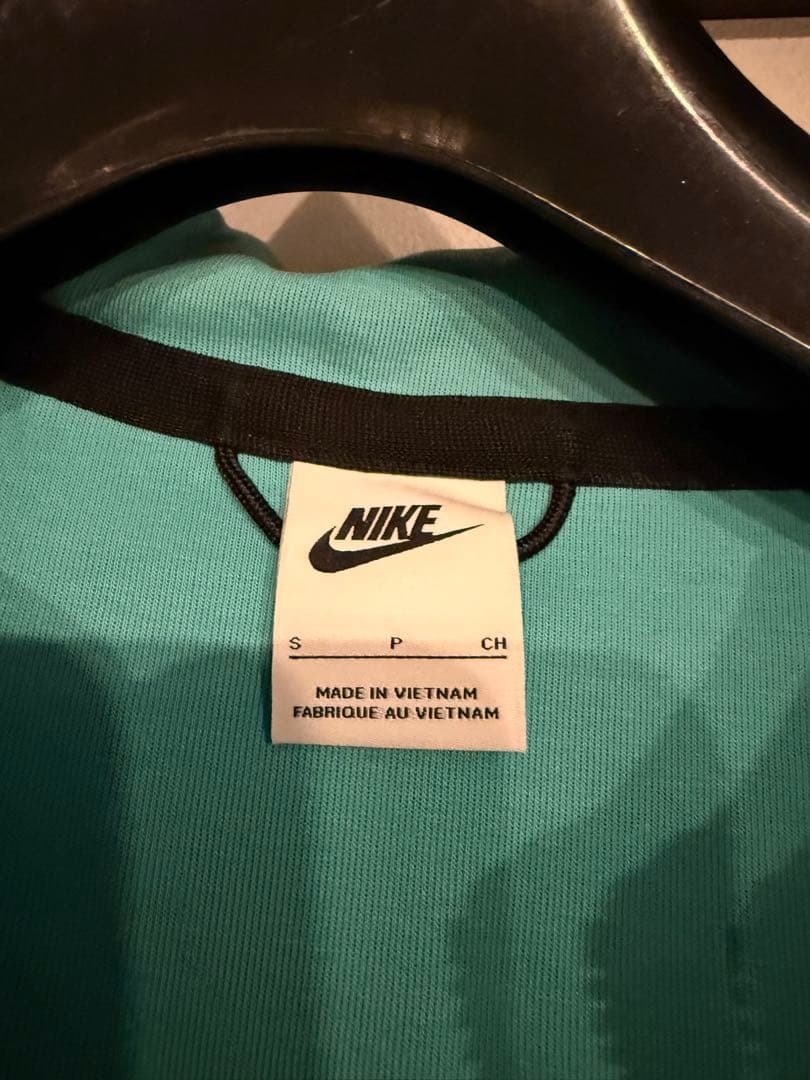 NIKE
S P CH
MADE IN VIETNAM
FABRIQUE AU VIETNAM